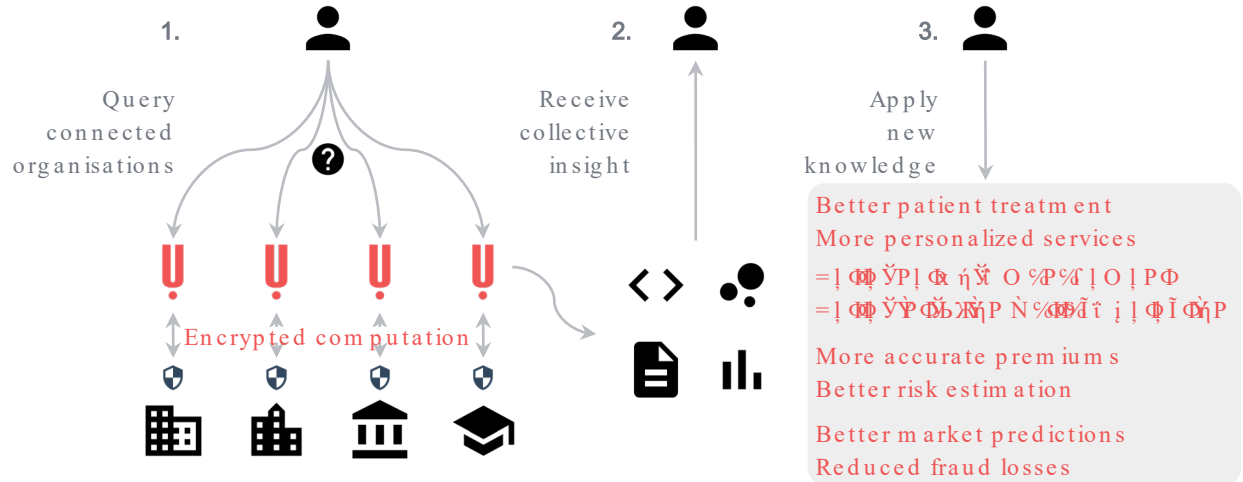 1.
Query
connected
organisations
?
Encrypted computation
2.
Receive
collective
insight
3.
Apply
new
knowledge
Better patient treatment
More personalized services
More accurate premiums
Better risk estimation
Better market predictions
Reduced fraud losses